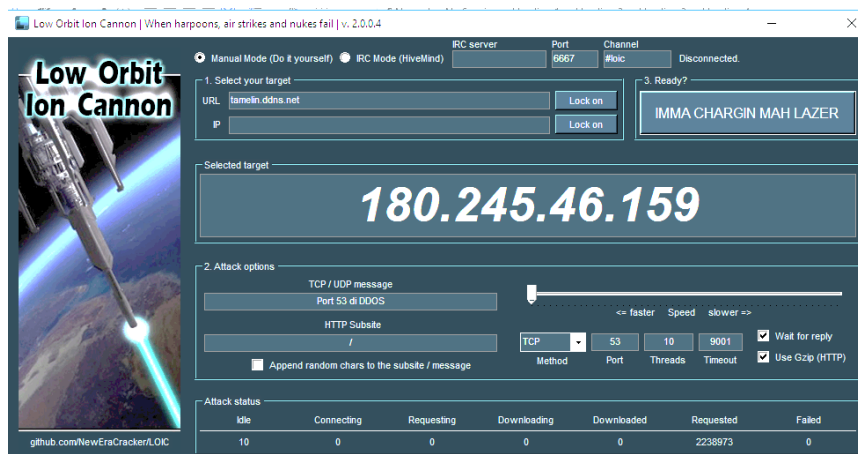 Low Orbit Ion Cannon | When harpoons, air strikes and nukes fail | v. 2.0.0.4
Low Orbit
Ion Cannon
IRC server
Port
Channel
Manual Mode (Do it yourself)
IRC Mode (HiveMind)
6667
#loic
Disconnected.
1. Select your target
URL
tamelin.ddns.net
Lock on
IP
Lock on
3. Ready?
IMMA CHARGIN MAH LAZER
Selected target
180.245.46.159
2. Attack options
TCP / UDP message
Port 53 di DDOS
HTTP Subsite
/
Append random chars to the subsite / message
<= faster Speed slower =>
TCP
53
10
9001
Method
Port
Threads
Timeout
Wait for reply
Use Gzip (HTTP)
Attack status
Idle Connecting Requesting Downloading Downloaded Requested Failed
10 0 0 0 0 2238973 0
github.com/NewEraCracker/LOIC